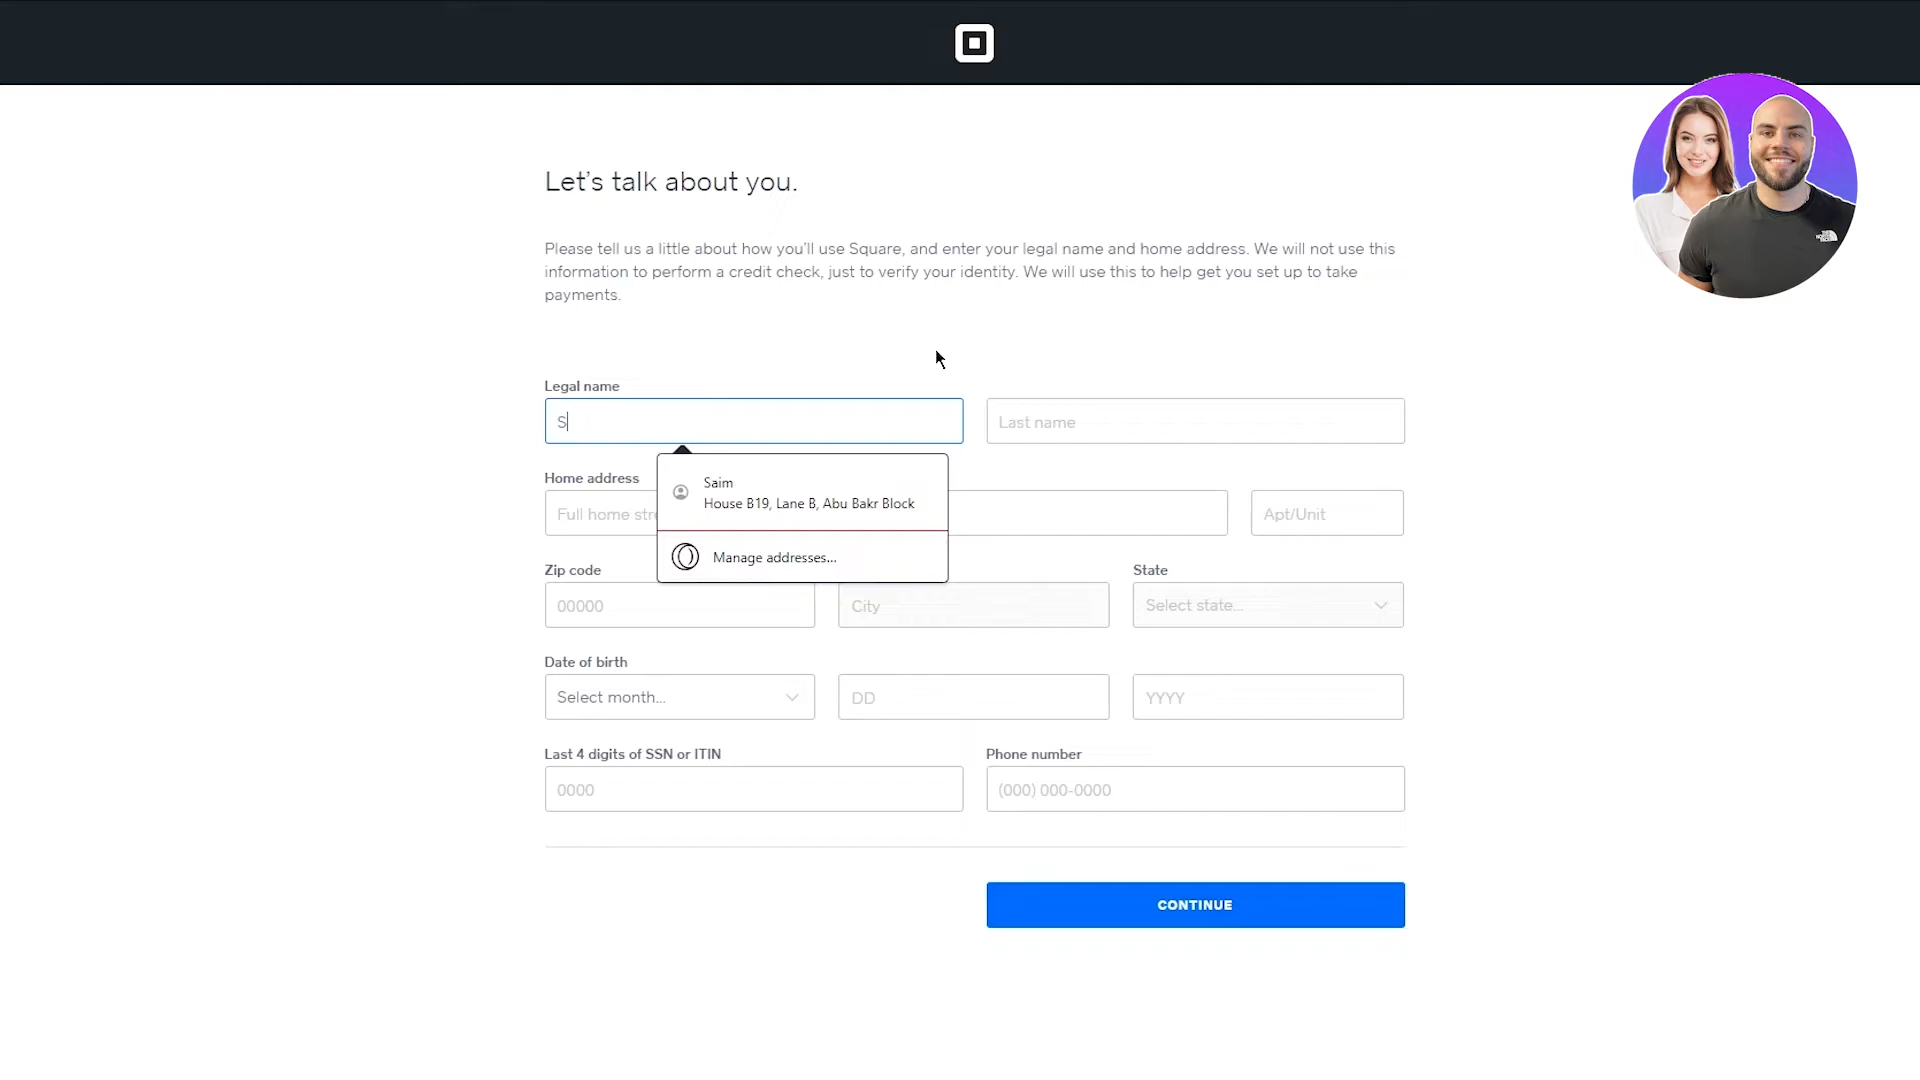 Let's talk about you.
Please tell us a little about how you'll use Square, and enter your legal name and home address. We will not use this
information to perform a credit check, just to verify your identity. We will use this to help get you set up to take
payments.
Legal name
S
Last name
Saim
House B19, Lane B, Abu Bakr Block
Manage addresses...
Home address
Full home str
Apt/Unit
Zip code
State
00000
City
Select state...
Date of birth
Select month...
DD
YYYY
Last 4 digits of SSN or ITIN
Phone number
0000
(000) 000-0000
CONTINUE